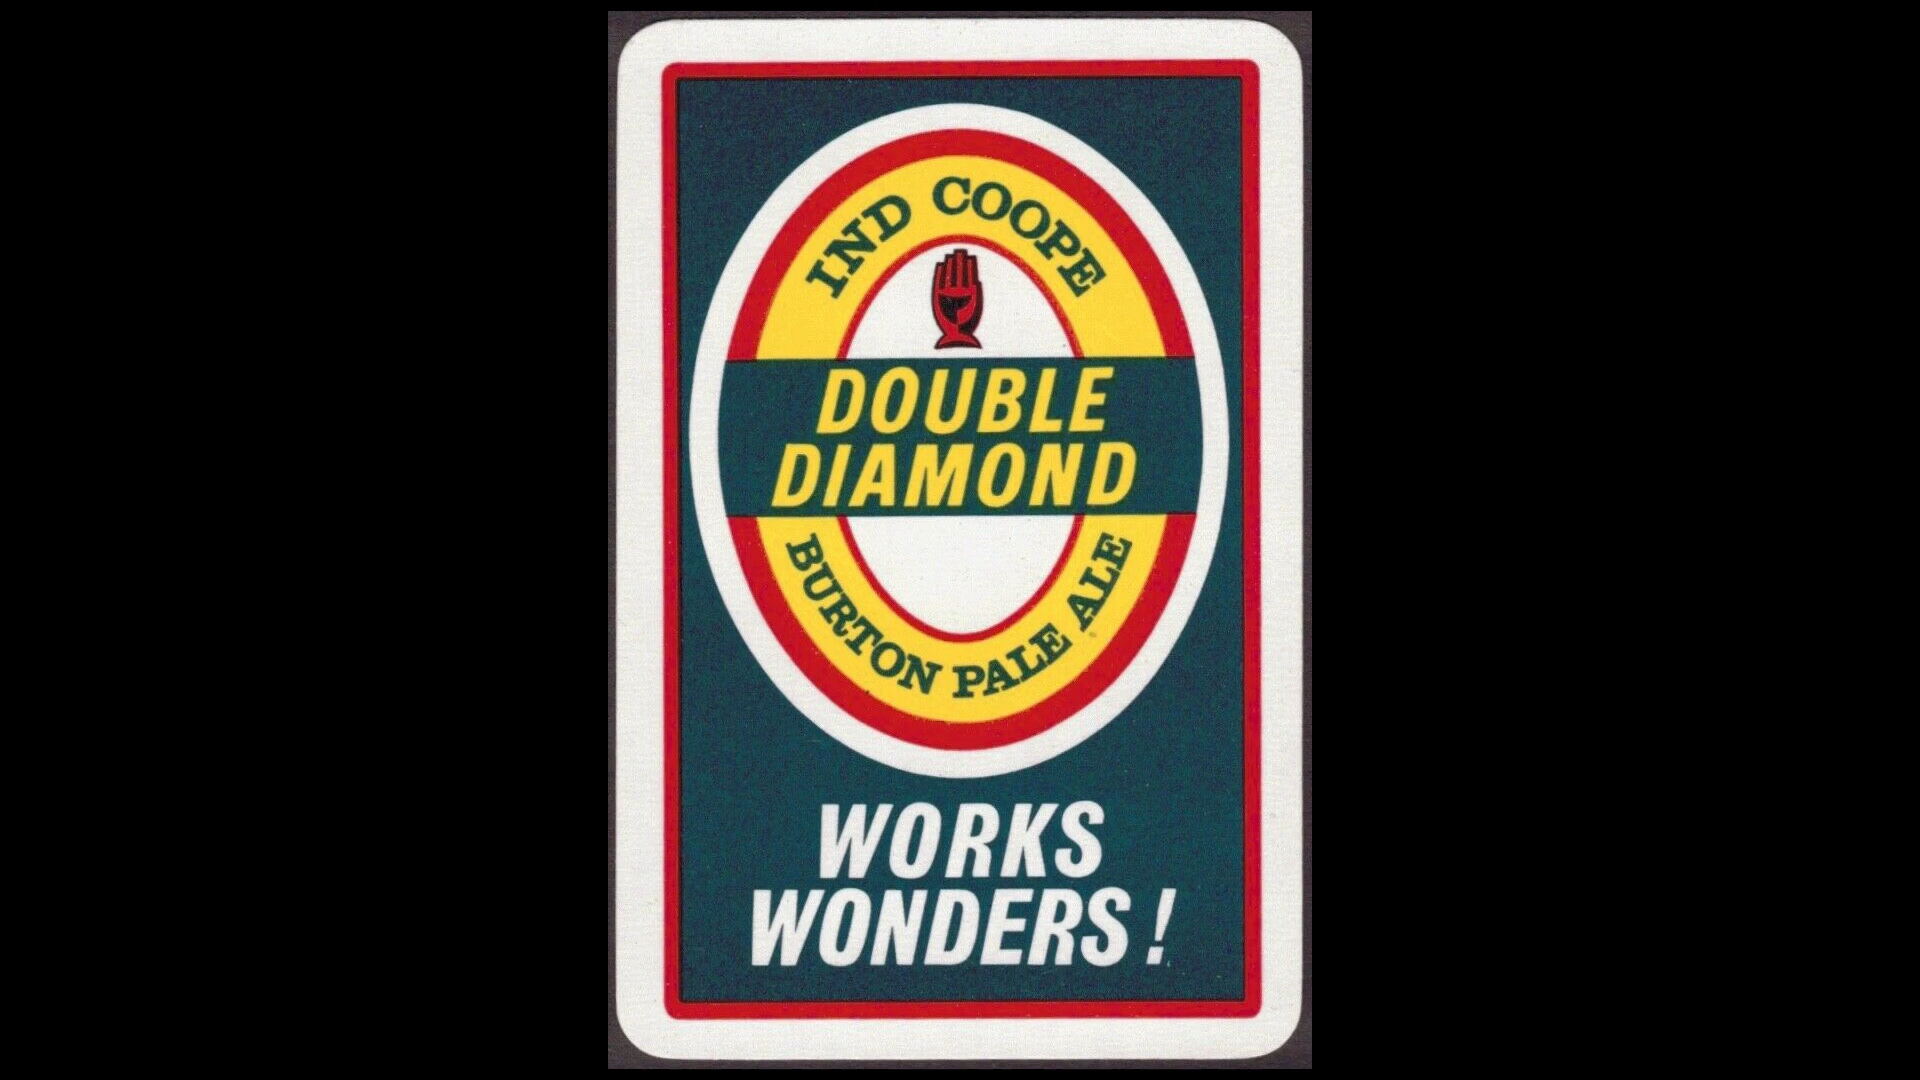 IND COOPE
DOUBLE
DIAMOND
BURTON PALE ALE
WORKS
WONDERS!